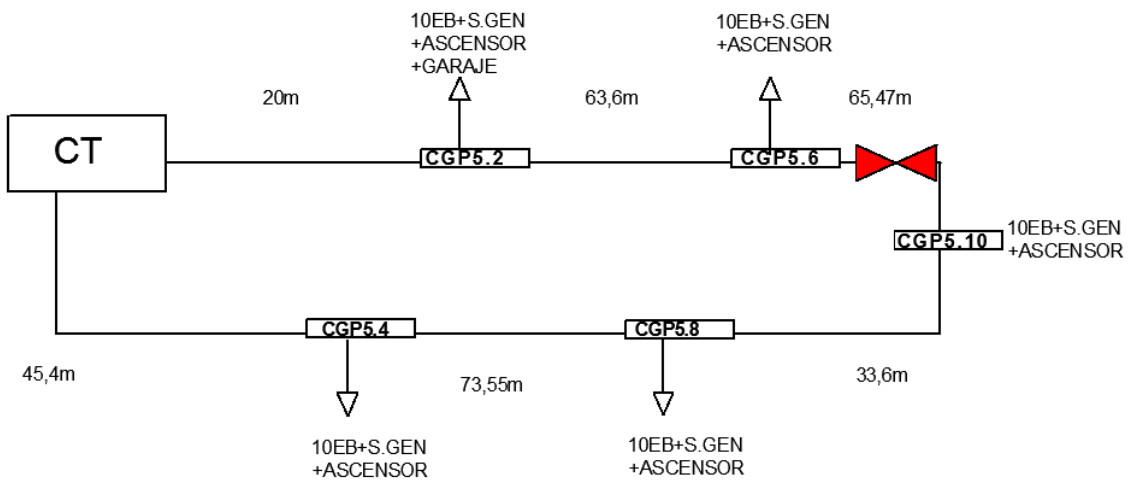 10EB+S.GEN
+ASCENSOR
+GARAJE
10EB+S.GEN
+ASCENSOR
20m
63,6m
65,47m
CT
CGP5.2
CGP5.6
CGP5.10
10EB+S.GEN
+ASCENSOR
CGP5.4
CGP5.8
45,4m
73,55m
33,6m
10EB+S.GEN
+ASCENSOR
10EB+S.GEN
+ASCENSOR